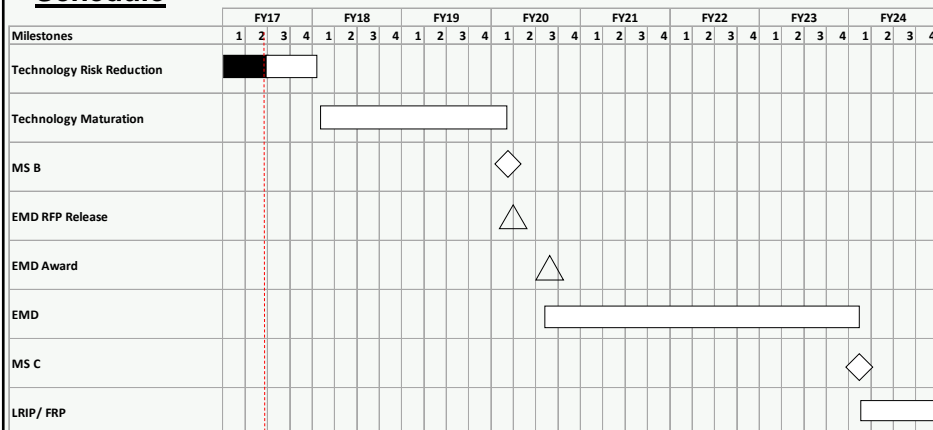 Schedule
FY17 FY18 FY19 FY20 FY21 FY22 FY23 FY24
Milestones 1 2 3 4 1 2 3 4 1 2 3 4 1 2 3 4 1 2 3 4 1 2 3 4 1 2 3 4 1 2 3 4
Technology Risk Reduction
Technology Maturation
MS B
EMD RFP Release
EMD Award
EMD
MS C
LRIP/ FRP